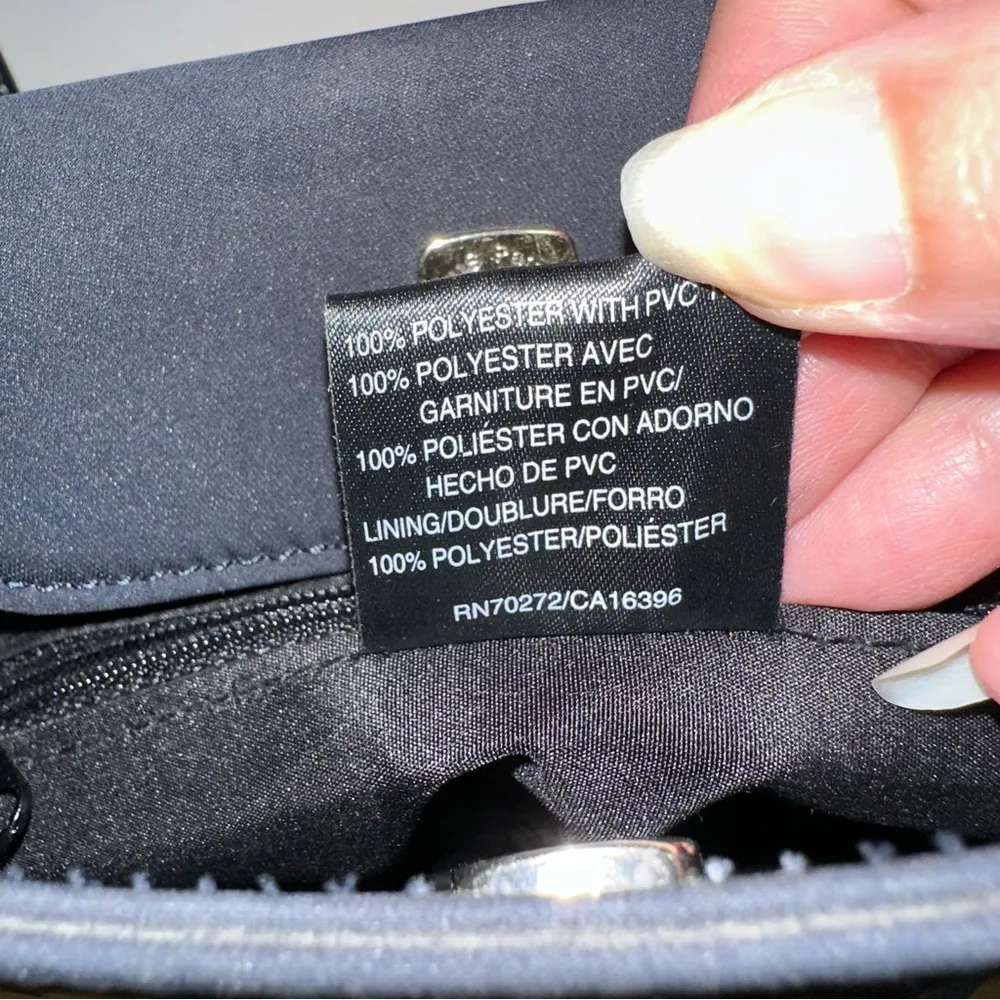 100% POLYESTER WITH PVC
100% POLYESTER AVEC
GARNITURE EN PVC/
100% POLIÉSTER CON ADORNO
HECHO DE PVC
LINING/DOUBLURE/FORRO
100% POLYESTER/POLIÉSTER
RN70272/CA16396